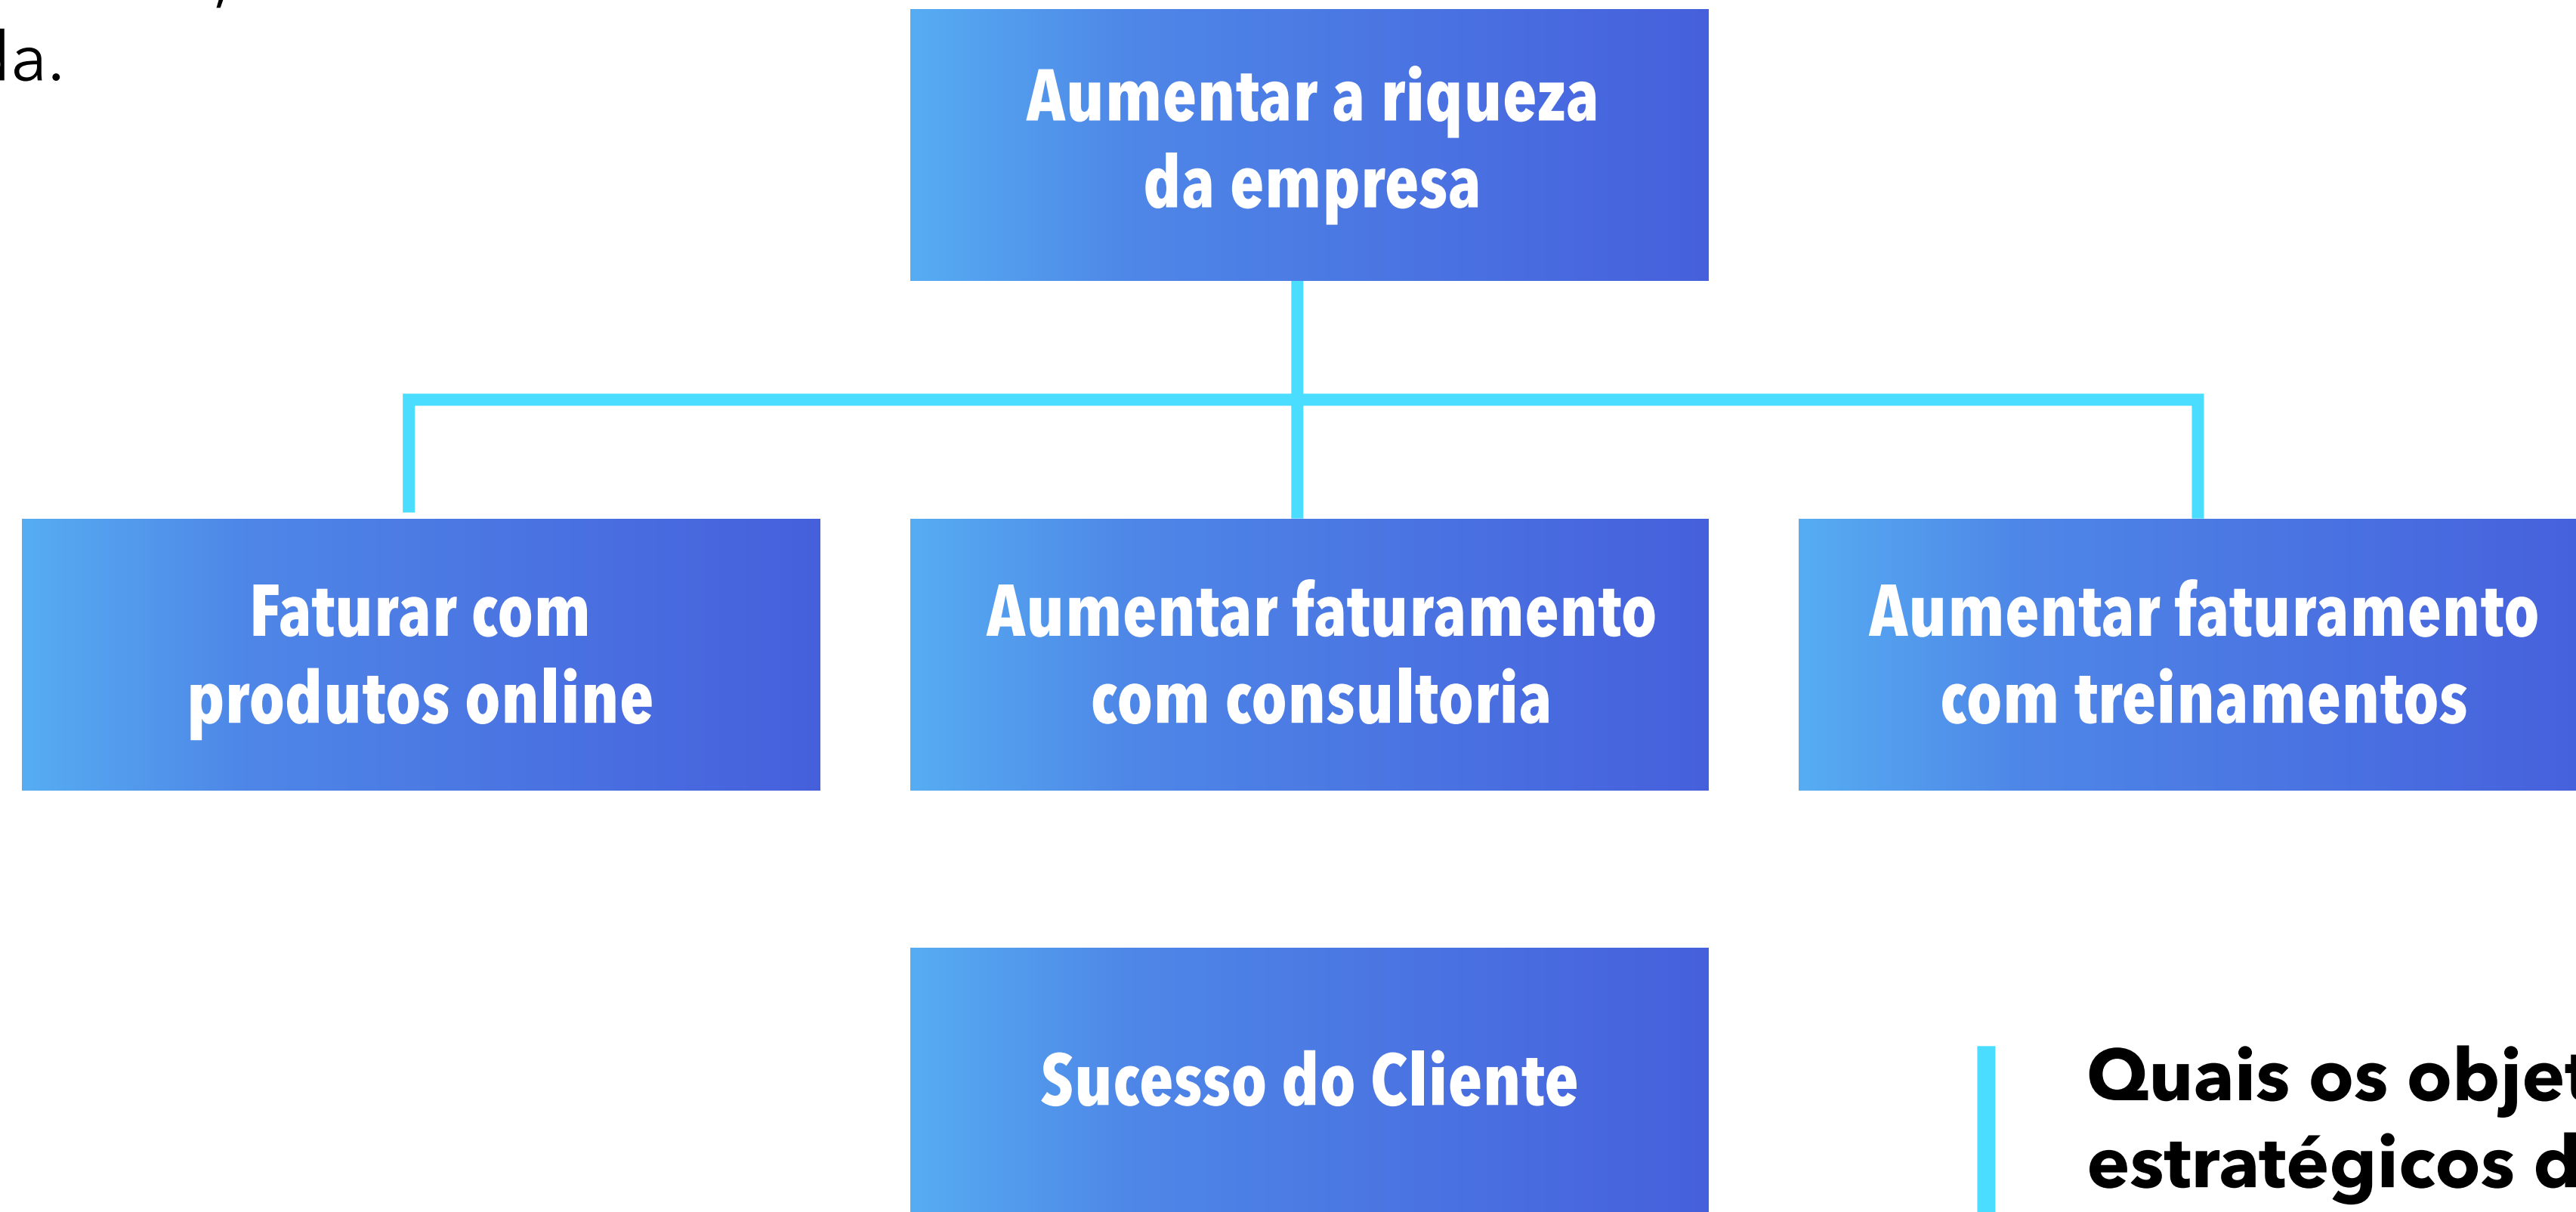 da.
Aumentar a riqueza
da empresa
Faturar com
produtos online
Aumentar faturamento
com consultoria
Aumentar faturamento
com treinamentos
Sucesso do Cliente
Quais os objet
estratégicos d